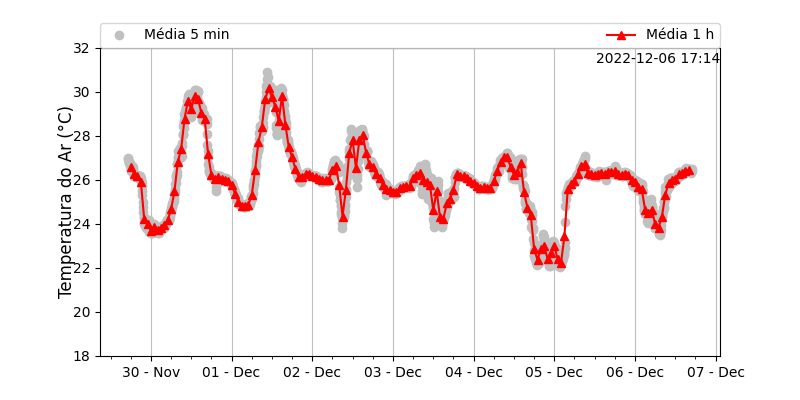 Média 5 min
Média 1 h
2022-12-06 17:14
Temperatura do Ar (°C)
32
30
28
26
24
22
20
18
30 - Nov
01 - Dec
02 - Dec
03 - Dec
04 - Dec
05 - Dec
06 - Dec
07 - Dec